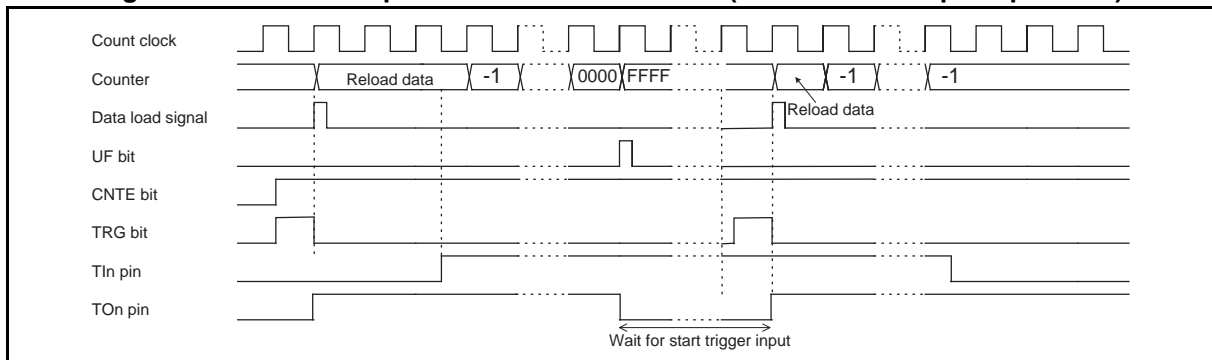 Count clock
Counter
Reload data
-1
0000
FFFF
-1
-1
Reload data
Data load signal
UF bit
CNTE bit
TRG bit
TIn pin
TOn pin
Wait for start trigger input